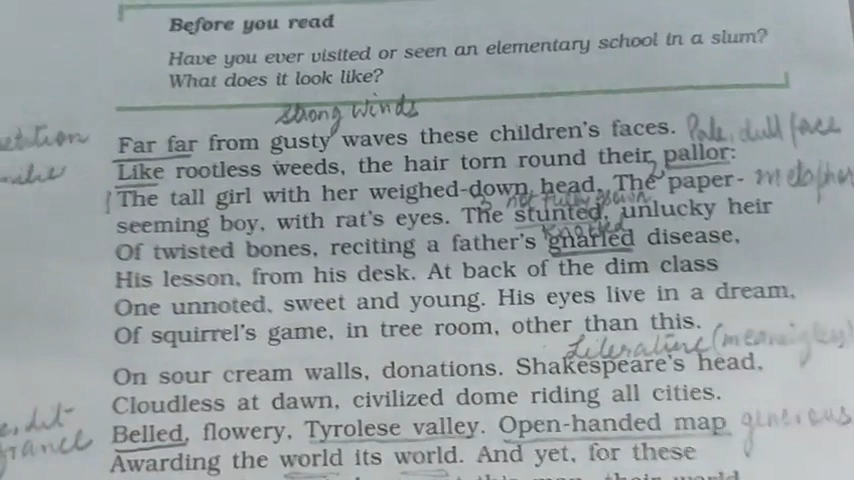 Before you read
Have you ever visited or seen an elementary school in a slum?
What does it look like?
strong winds
Far far from gusty waves these children's faces. Pale, dull face
Like rootless weeds, the hair torn round their pallor:
The tall girl with her weighed-down head. The paper-
not fully grown
seeming boy, with rat's eyes. The stunted, unlucky heir
knotted
Of twisted bones, reciting a father's gnarled disease,
His lesson, from his desk. At back of the dim class
One unnoted, sweet and young. His eyes live in a dream,
Of squirrel's game, in tree room, other than this.
Literature
On sour cream walls, donations. Shakespeare's head,
Cloudless at dawn, civilized dome riding all cities.
Belled, flowery, Tyrolese valley. Open-handed map generous
Awarding the world its world. And yet, for these